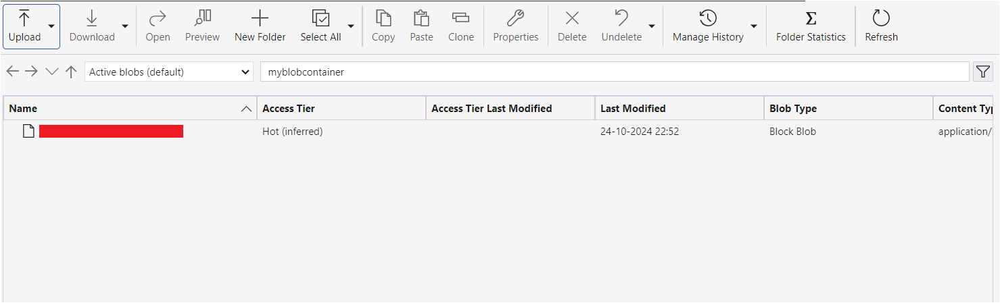 Upload Download Open Preview New Folder Select All Copy Paste Clone Properties Delete Undelete Manage History Folder Statistics Refresh
Active blobs (default) myblobcontainer
Name Access Tier Access Tier Last Modified Last Modified Blob Type Content Typ
Hot (inferred) 24-10-2024 22:52 Block Blob application/